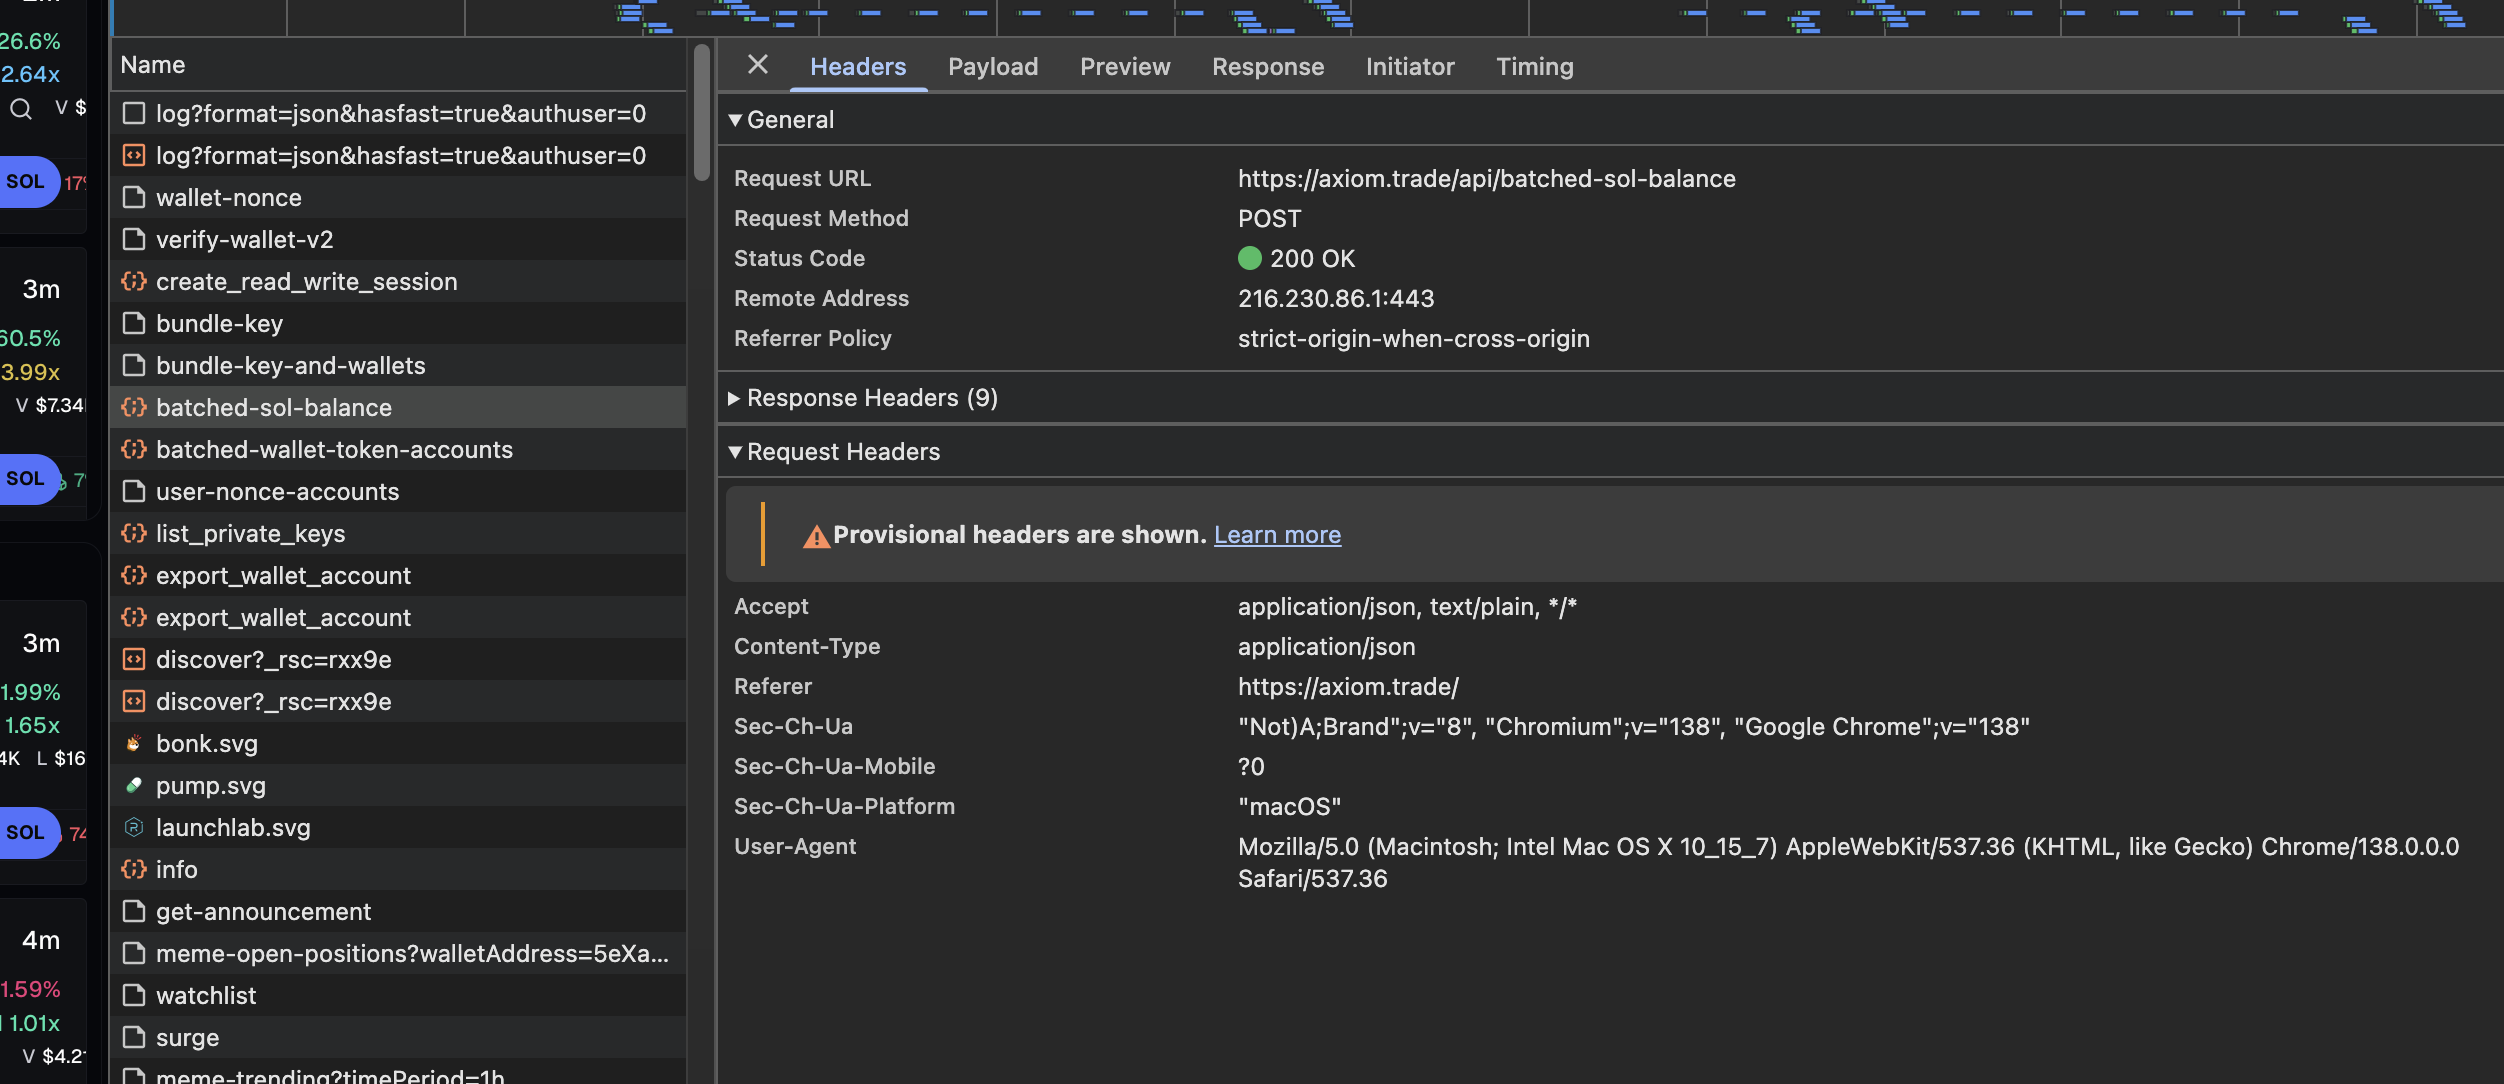 26.6%
2.64x
V $
SOL
17%
3m
60.5%
3.99x
V $7.34
SOL
7
3m
1.99%
1.65x
4K L $16
SOL
74
4m
1.59%
1.01x
V $4.2
Name
log?format=json&hasfast=true&authuser=0
log?format=json&hasfast=true&authuser=0
wallet-nonce
verify-wallet-v2
create_read_write_session
bundle-key
bundle-key-and-wallets
batched-sol-balance
batched-wallet-token-accounts
user-nonce-accounts
list_private_keys
export_wallet_account
export_wallet_account
discover?_rsc=rxx9e
discover?_rsc=rxx9e
bonk.svg
pump.svg
launchlab.svg
info
get-announcement
meme-open-positions?walletAddress=5eXa...
watchlist
surge
meme-trending?timePeriod=1h
Headers Payload Preview Response Initiator Timing
General
Request URL https://axiom.trade/api/batched-sol-balance
Request Method POST
Status Code 200 OK
Remote Address 216.230.86.1:443
Referrer Policy strict-origin-when-cross-origin
Response Headers (9)
Request Headers
Provisional headers are shown. Learn more
Accept application/json, text/plain, */*
Content-Type application/json
Referer https://axiom.trade/
Sec-Ch-Ua "Not)A;Brand";v="8", "Chromium";v="138", "Google Chrome";v="138"
Sec-Ch-Ua-Mobile ?0
Sec-Ch-Ua-Platform "macOS"
User-Agent Mozilla/5.0 (Macintosh; Intel Mac OS X 10_15_7) AppleWebKit/537.36 (KHTML, like Gecko) Chrome/138.0.0.0
Safari/537.36